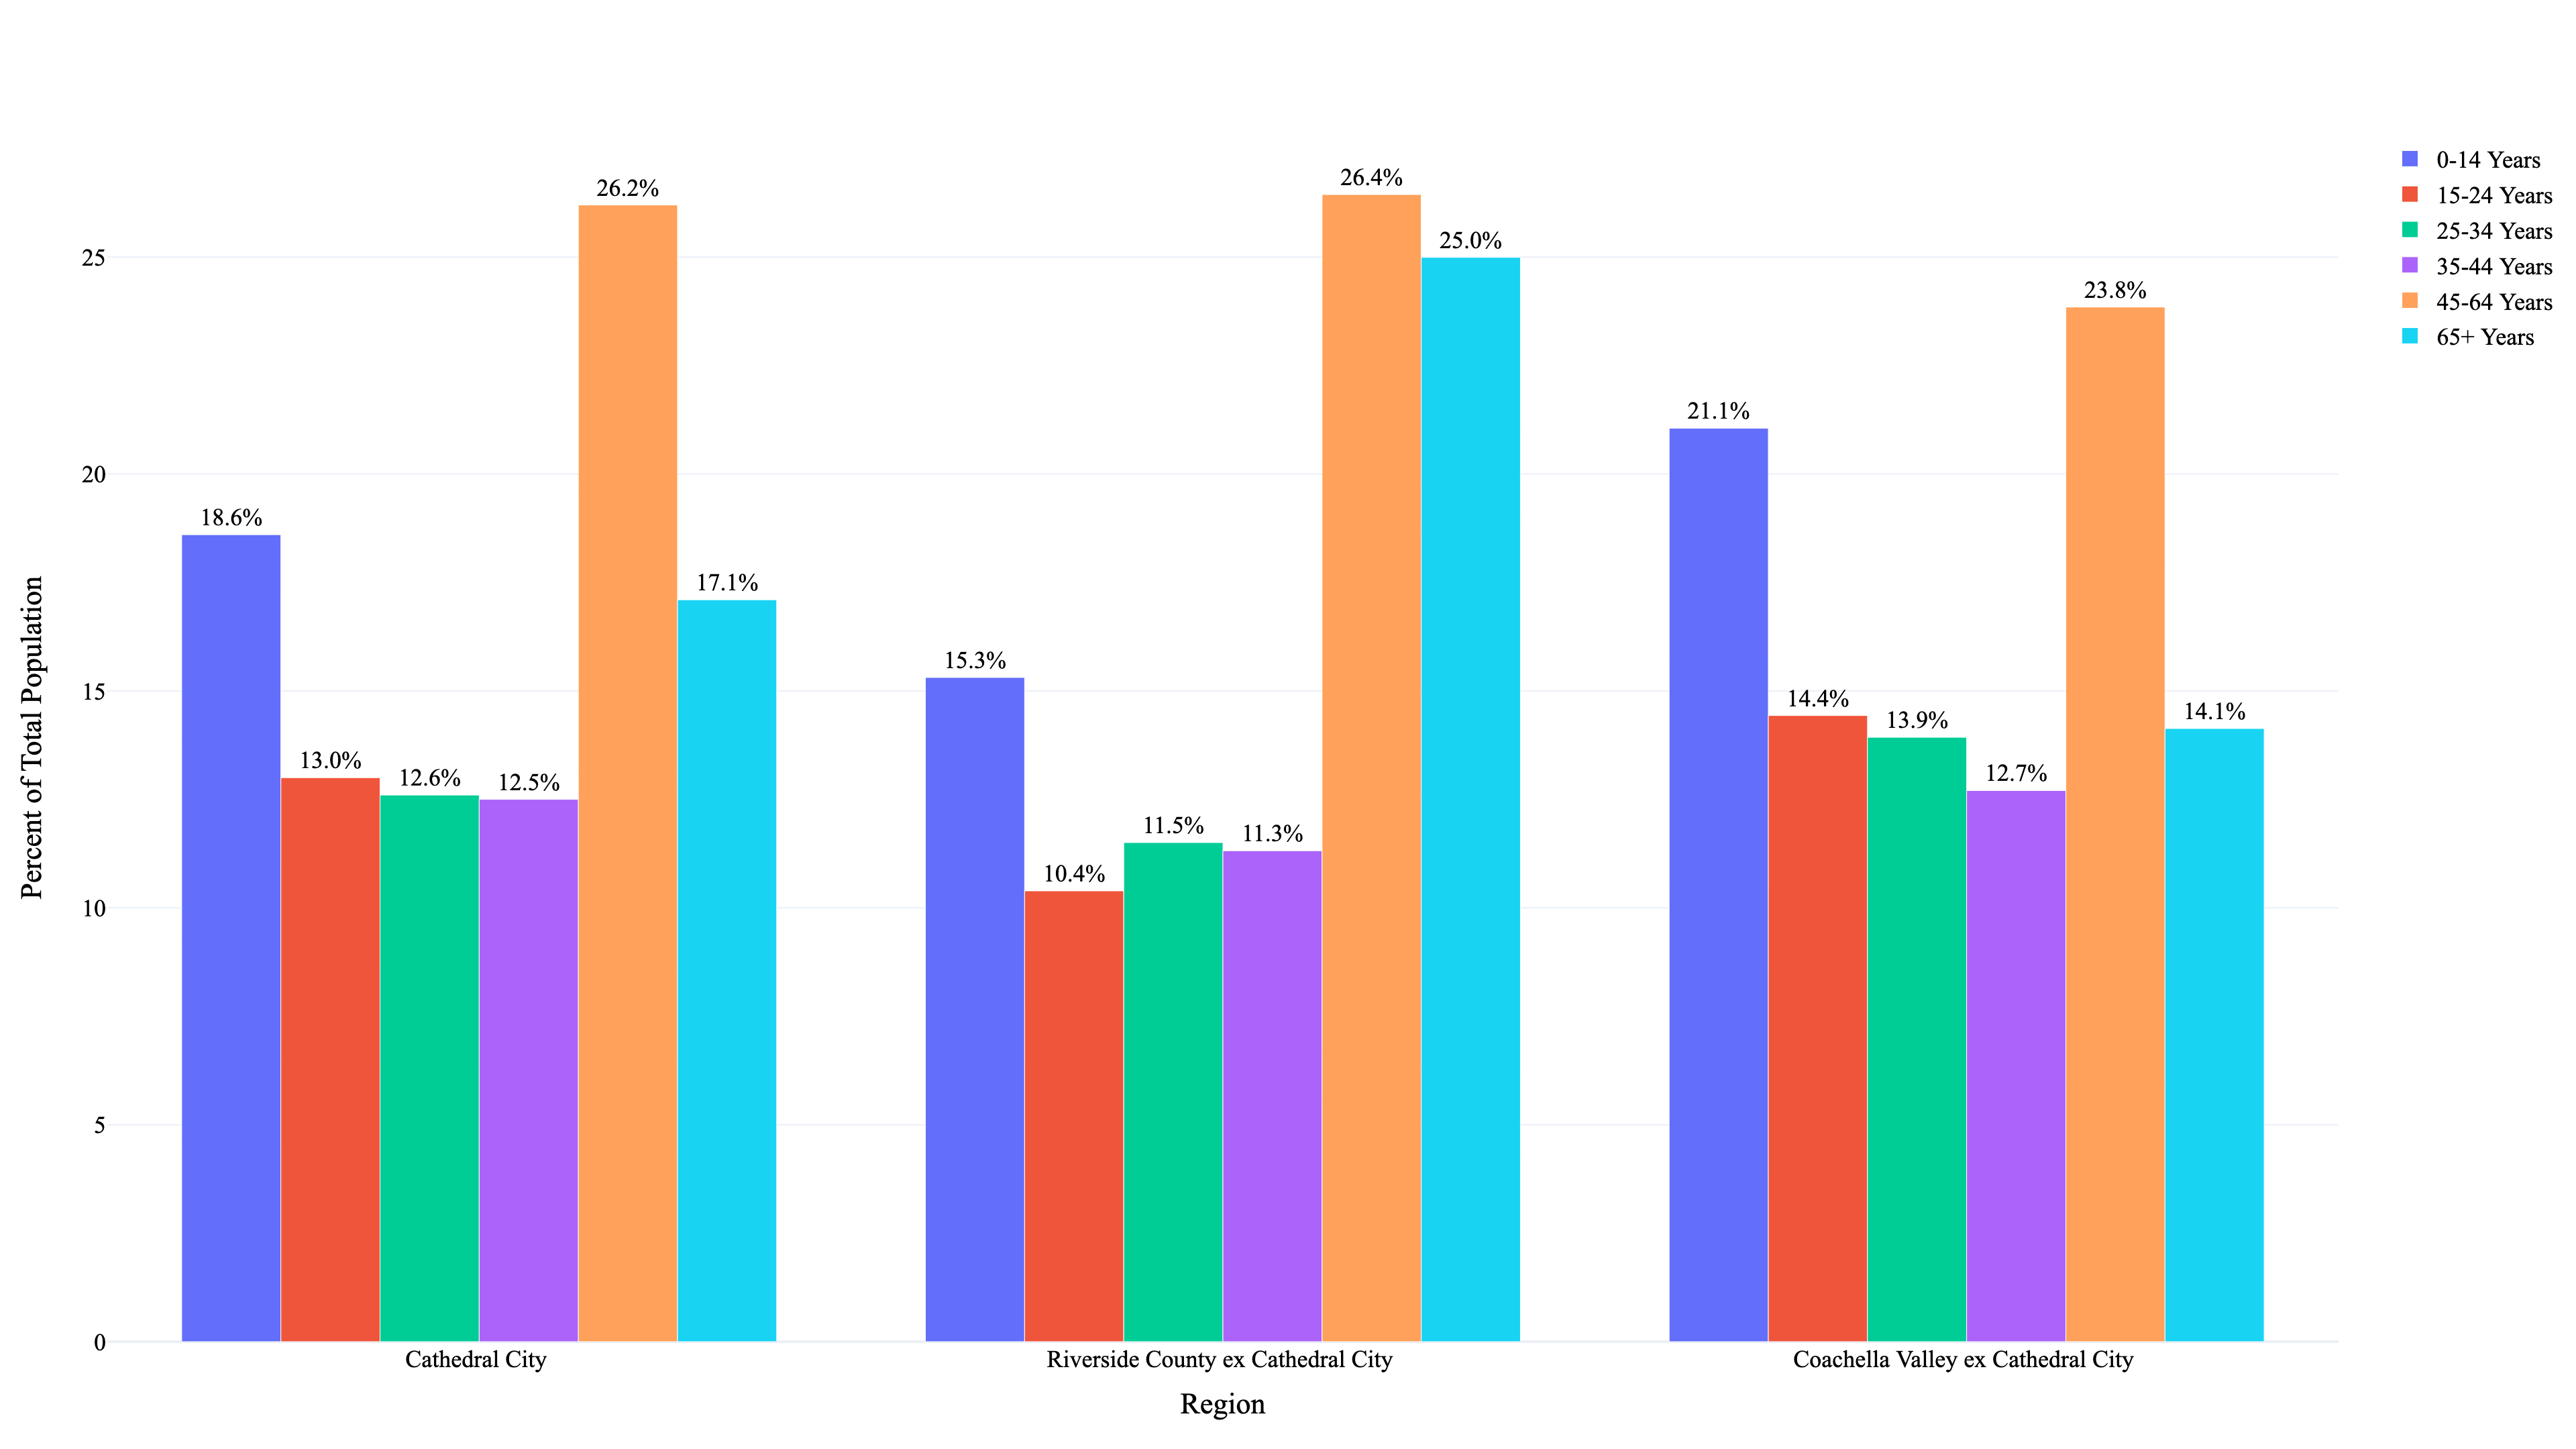 0-14 Years
15-24 Years
25-34 Years
35-44 Years
45-64 Years
65+ Years
Percent of Total Population
25
20
15
10
5
0
18.6%
13.0%
12.6%
12.5%
26.2%
17.1%
15.3%
10.4%
11.5%
11.3%
26.4%
25.0%
21.1%
14.4%
13.9%
12.7%
23.8%
14.1%
Cathedral City
Riverside County ex Cathedral City
Coachella Valley ex Cathedral City
Region